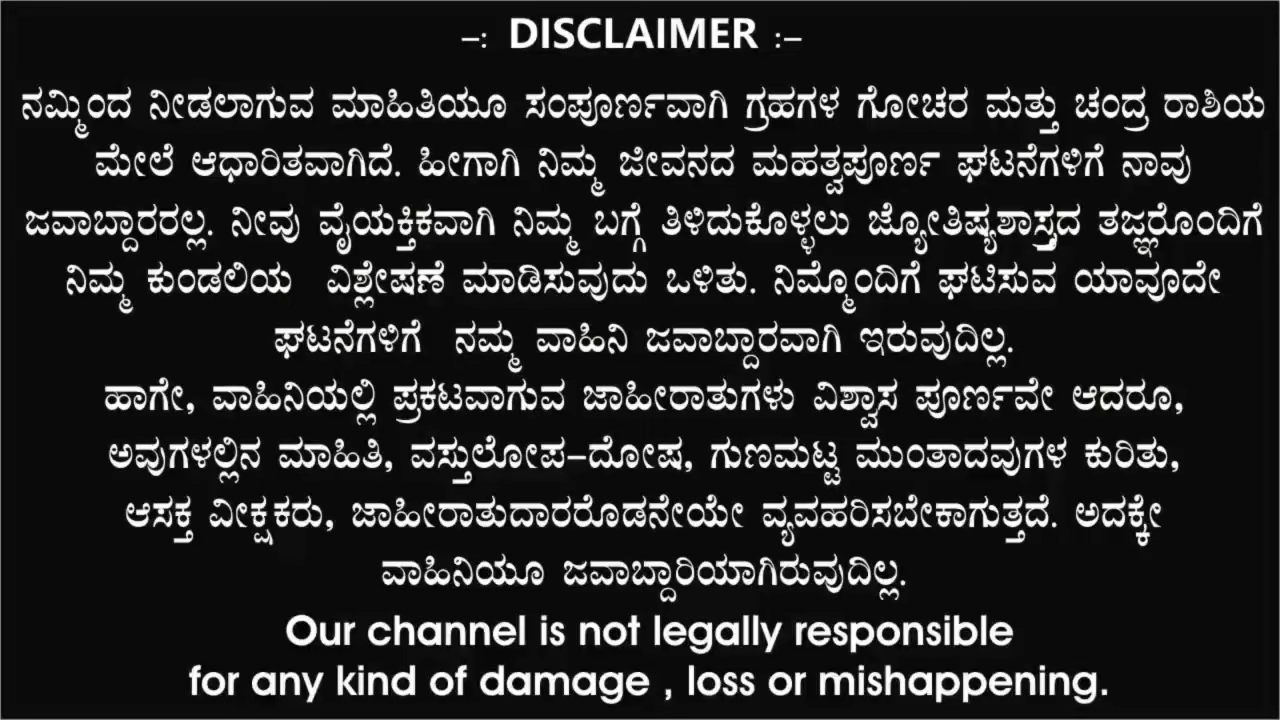 –: DISCLAIMER :–
ನಮ್ಮಿಂದ ನೀಡಲಾಗುವ ಮಾಹಿತಿಯೂ ಸಂಪೂರ್ಣವಾಗಿ ಗ್ರಹಗಳ ಗೋಚರ ಮತ್ತು ಚಂದ್ರ ರಾಶಿಯ
ಮೇಲೆ ಆಧಾರಿತವಾಗಿದೆ. ಹೀಗಾಗಿ ನಿಮ್ಮ ಜೀವನದ ಮಹತ್ವಪೂರ್ಣ ಘಟನೆಗಳಿಗೆ ನಾವು
ಜವಾಬ್ದಾರರಲ್ಲ. ನೀವು ವೈಯಕ್ತಿಕವಾಗಿ ನಿಮ್ಮ ಬಗ್ಗೆ ತಿಳಿದುಕೊಳ್ಳಲು ಜ್ಯೋತಿಷ್ಯಶಾಸ್ತ್ರದ ತಜ್ಞರೊಂದಿಗೆ
ನಿಮ್ಮ ಕುಂಡಲಿಯ ವಿಶ್ಲೇಷಣೆ ಮಾಡಿಸುವುದು ಒಳಿತು. ನಿಮ್ಮೊಂದಿಗೆ ಘಟಿಸುವ ಯಾವೂದೇ
ಘಟನೆಗಳಿಗೆ ನಮ್ಮ ವಾಹಿನಿ ಜವಾಬ್ದಾರವಾಗಿ ಇರುವುದಿಲ್ಲ.
ಹಾಗೇ, ವಾಹಿನಿಯಲ್ಲಿ ಪ್ರಕಟವಾಗುವ ಜಾಹೀರಾತುಗಳು ವಿಶ್ವಾಸ ಪೂರ್ಣವೇ ಆದರೂ,
ಅವುಗಳಲ್ಲಿನ ಮಾಹಿತಿ, ವಸ್ತುಲೋಪ–ದೋಷ, ಗುಣಮಟ್ಟ ಮುಂತಾದವುಗಳ ಕುರಿತು,
ಆಸಕ್ತ ವೀಕ್ಷಕರು, ಜಾಹೀರಾತುದಾರರೊಡನೇಯೇ ವ್ಯವಹರಿಸಬೇಕಾಗುತ್ತದೆ. ಅದಕ್ಕೇ
ವಾಹಿನಿಯೂ ಜವಾಬ್ದಾರಿಯಾಗಿರುವುದಿಲ್ಲ.
Our channel is not legally responsible
for any kind of damage , loss or mishappening.